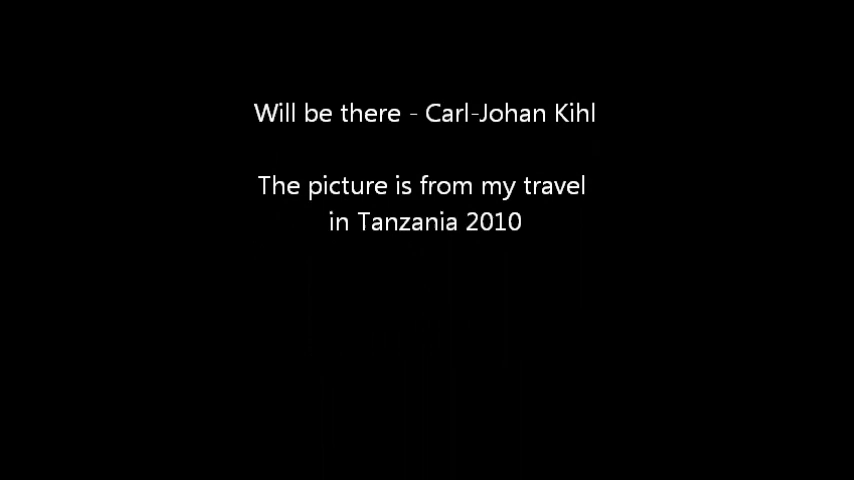 Will be there - Carl-Johan Kihl
The picture is from my travel
in Tanzania 2010